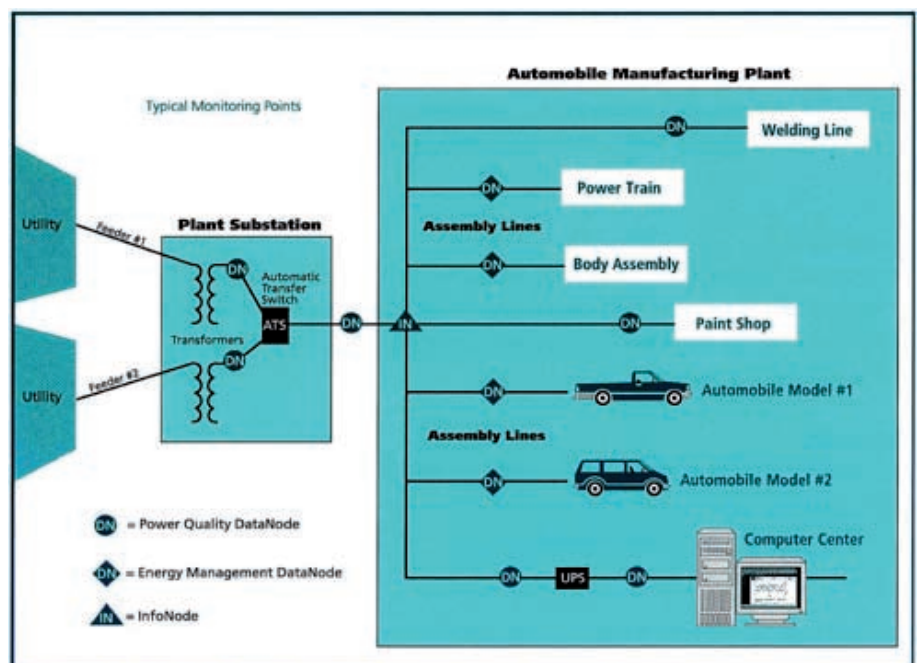 Automobile Manufacturing Plant
Typical Monitoring Points
DN
Welding Line
DN
Power Train
Utility
Feeder #1
Plant Substation
Assembly Lines
DN
Automatic
Transfer
Switch
DN
Body Assembly
ATS
DN
IN
DN
Paint Shop
Transformers
DN
Utility
Feeder #2
DN
Automobile Model #1
Assembly Lines
DN
Automobile Model #2
DN = Power Quality DataNode
Computer Center
DN = Energy Management DataNode
DN
UPS
DN
IN = InfoNode